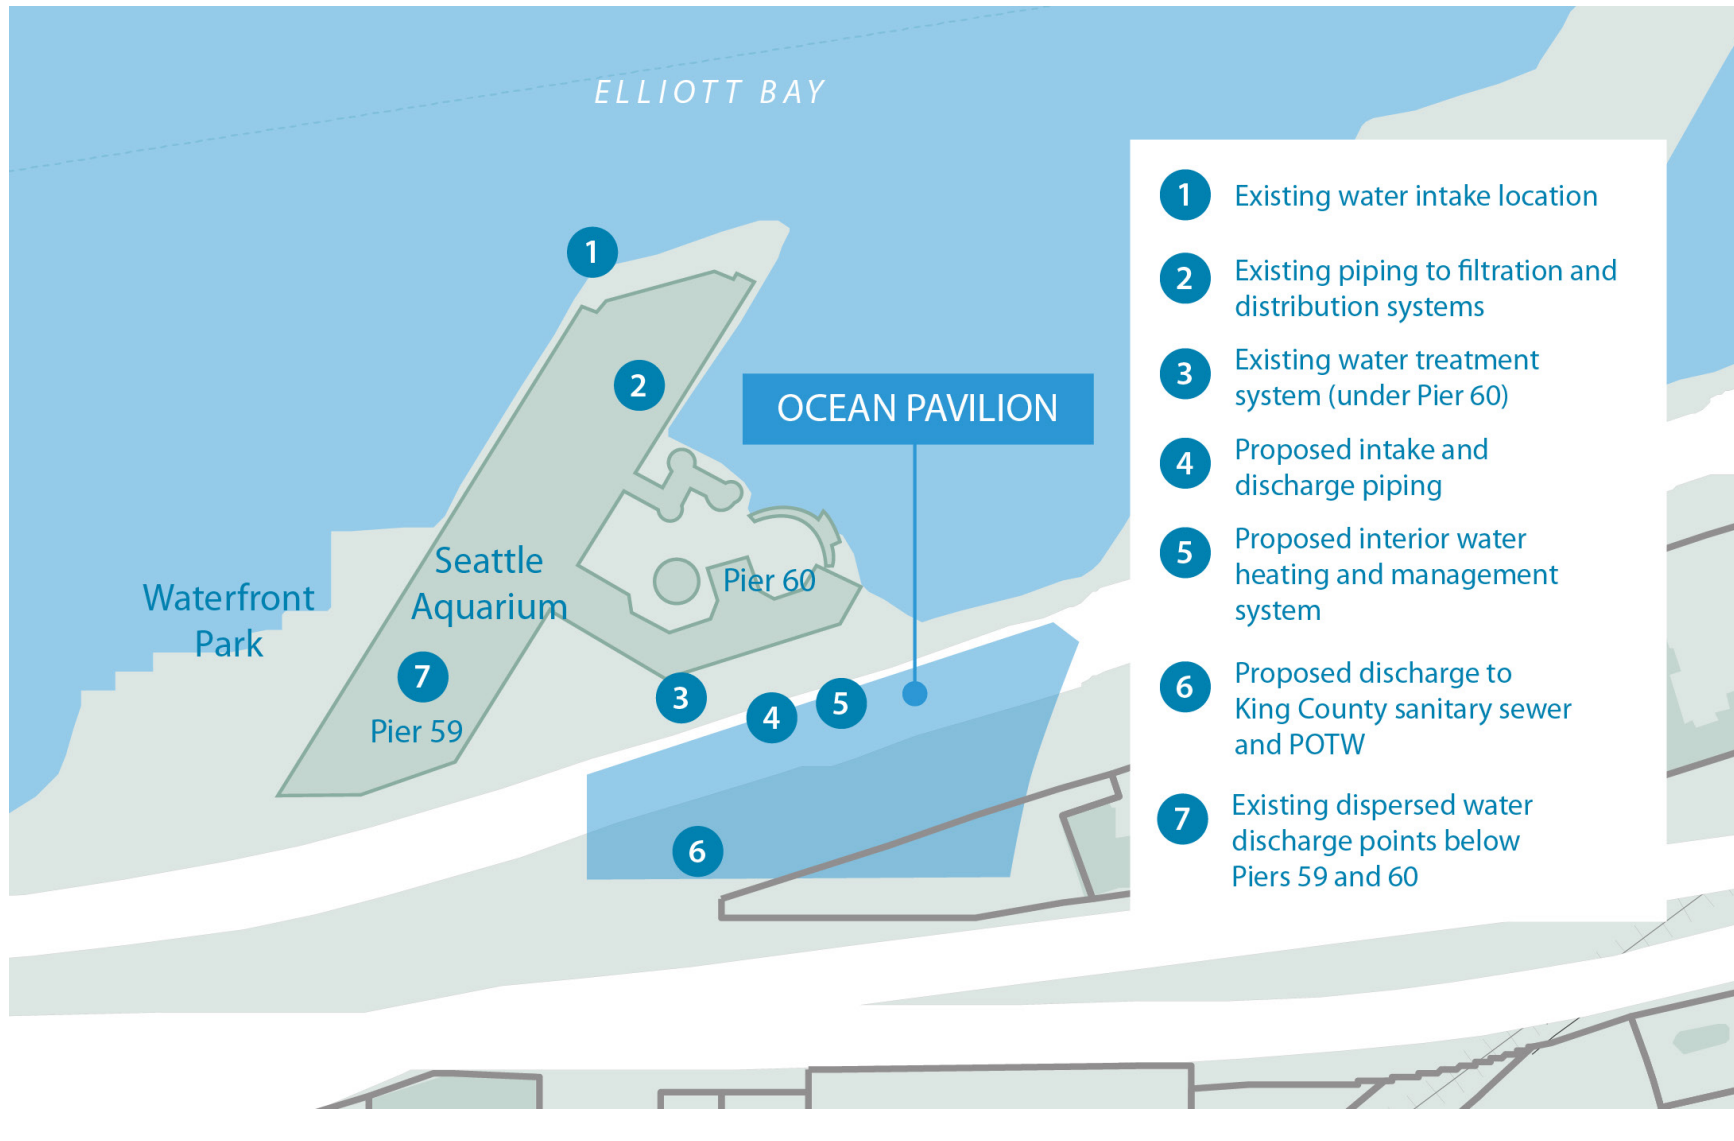 ELLIOTT BAY
1
2
OCEAN PAVILION
Seattle
Aquarium
Pier 60
Waterfront
Park
7
Pier 59
3
4
5
6
1 Existing water intake location
2 Existing piping to filtration and
distribution systems
3 Existing water treatment
system (under Pier 60)
4 Proposed intake and
discharge piping
5 Proposed interior water
heating and management
system
6 Proposed discharge to
King County sanitary sewer
and POTW
7 Existing dispersed water
discharge points below
Piers 59 and 60